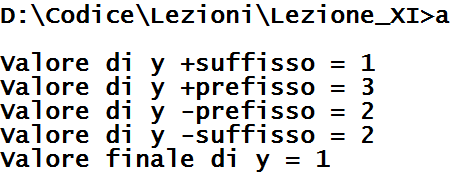 D:\Codice\Lezioni\Lezione_XI>a
Valore di y +suffisso = 1
Valore di y +prefisso = 3
Valore di y -prefisso = 2
Valore di y -suffisso = 2
Valore finale di y = 1